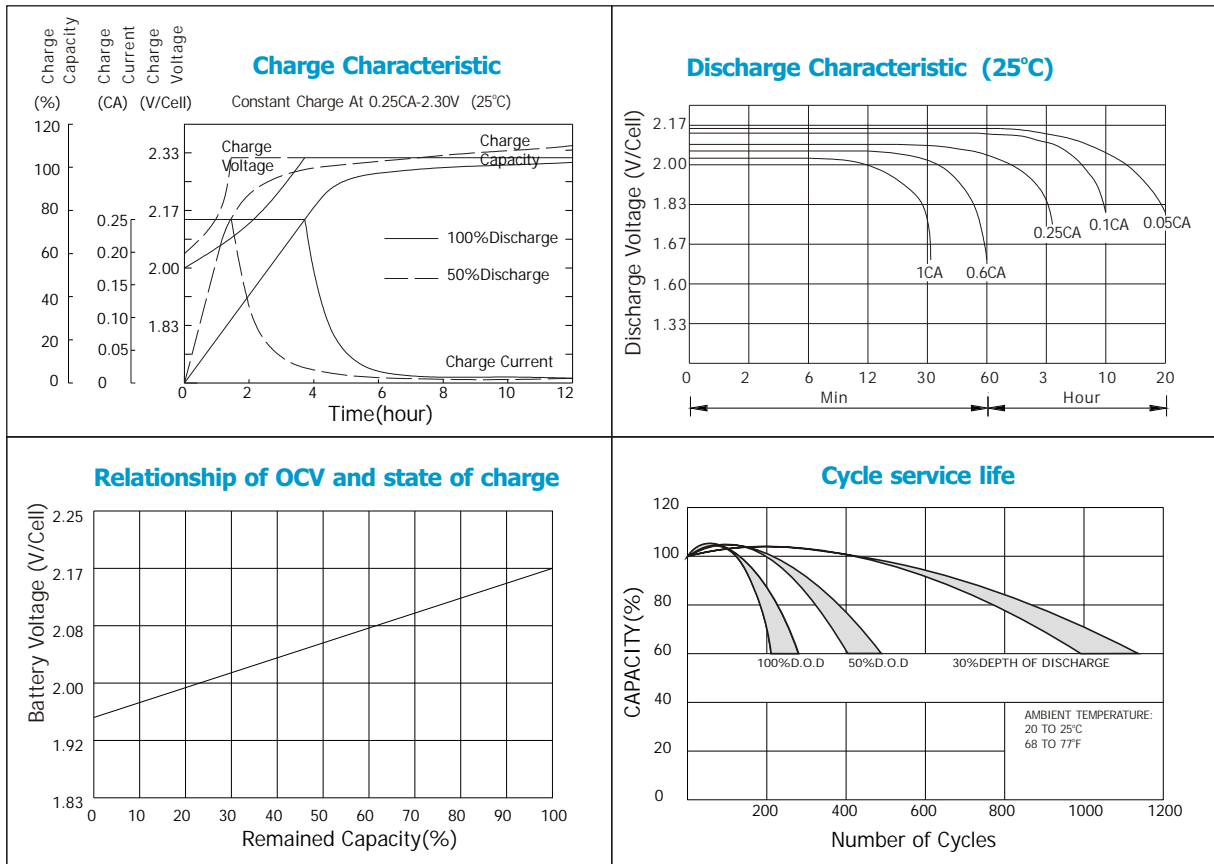 Charge Characteristic
Constant Charge At 0.25CA-2.30V (25°C)
Charge
Capacity
Charge
Current
Charge
Voltage
(%)
(CA)
(V/Cell)
120
100
80
60
40
20
0
0.25
0.20
0.15
0.10
0.05
0
2.33
2.17
2.00
1.83
Charge
Voltage
Charge
Capacity
100%Discharge
50%Discharge
Charge Current
0 2 4 6 8 10 12
Time(hour)
Discharge Characteristic (25°C)
Discharge Voltage (V/Cell)
2.17
2.00
1.83
1.67
1.60
1.33
1CA
0.6CA
0.25CA
0.1CA
0.05CA
0 2 6 12 30 60 3 10 20
Min
Hour
Relationship of OCV and state of charge
Battery Voltage (V/Cell)
2.25
2.17
2.08
2.00
1.92
1.83
0 10 20 30 40 50 60 70 80 90 100
Remained Capacity(%)
Cycle service life
CAPACITY(%)
120
100
80
60
40
20
0
100%D.O.D
50%D.O.D
30%DEPTH OF DISCHARGE
AMBIENT TEMPERATURE:
20 TO 25°C
68 TO 77°F
200 400 600 800 1000 1200
Number of Cycles